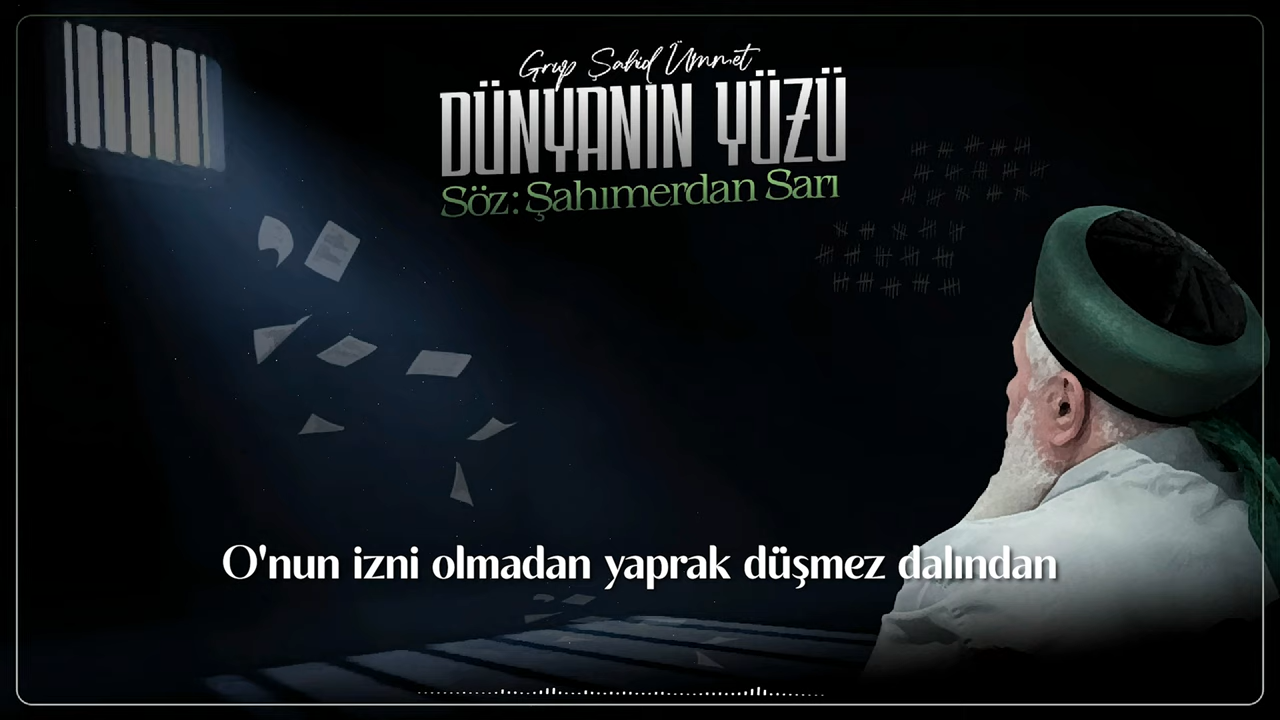 Grup Şahid Ümmet
DÜNYANIN YÜZÜ
Söz: Şahımerdan Sarı
O'nun izni olmadan yaprak düşmez dalından